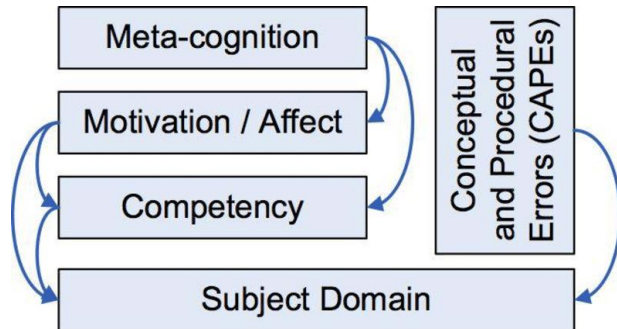 Meta-cognition
Motivation / Affect
Competency
Subject Domain
Conceptual
and Procedural
Errors (CAPEs)